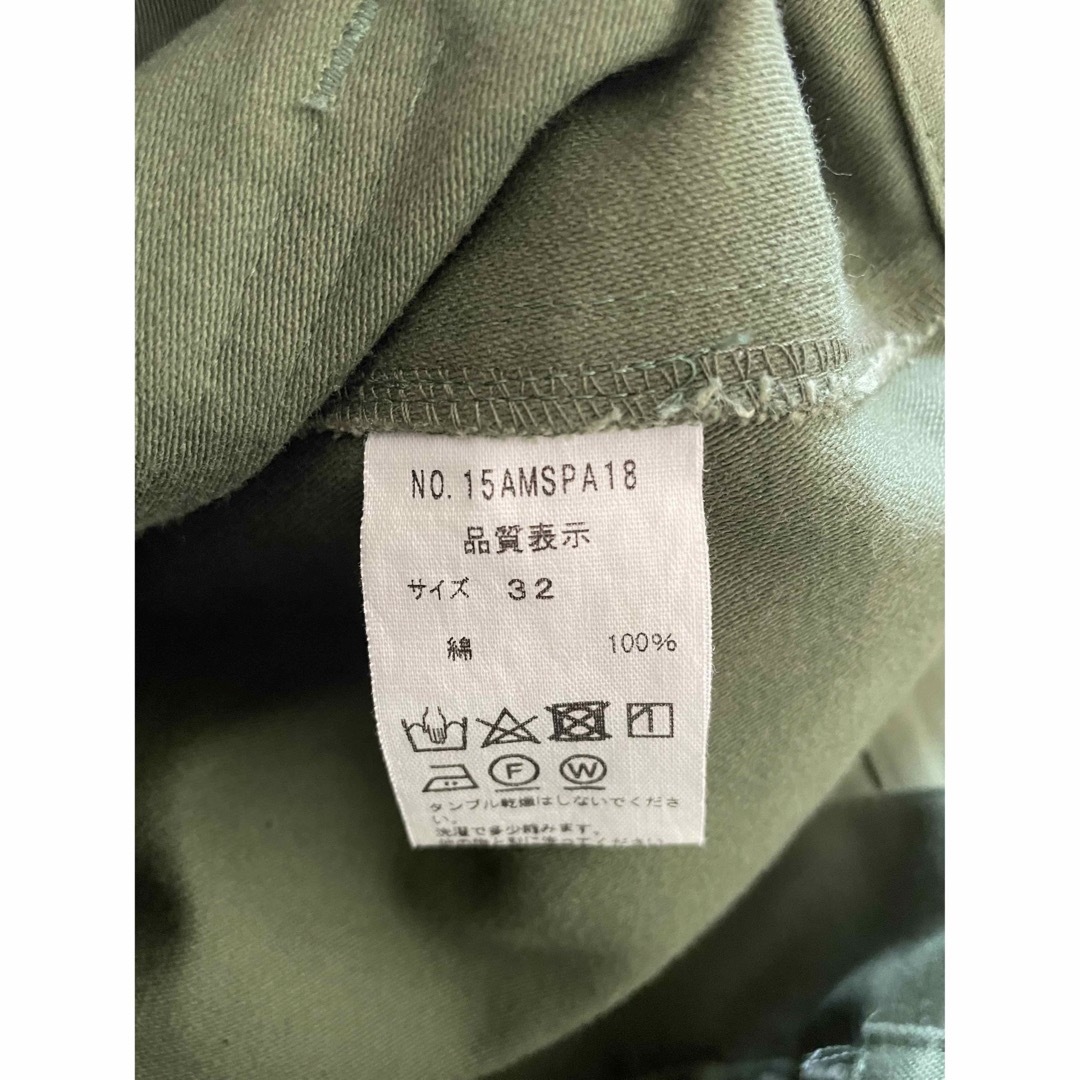 NO. 15AMSPA18
品質表示
サイズ 32
綿 100%
F W
タンブル乾燥はしないでくださ
い。
洗濯で多少縮みます。